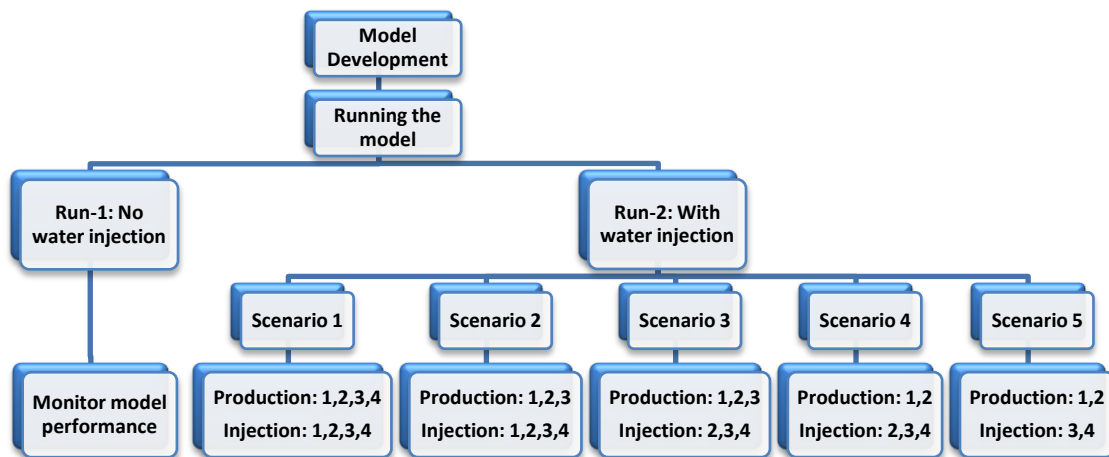 Model
Development
Running the
model
Run-1: No
water injection
Run-2: With
water injection
Scenario 1
Scenario 2
Scenario 3
Scenario 4
Scenario 5
Monitor model
performance
Production: 1,2,3,4
Injection: 1,2,3,4
Production: 1,2,3
Injection: 1,2,3,4
Production: 1,2,3
Injection: 2,3,4
Production: 1,2
Injection: 2,3,4
Production: 1,2
Injection: 3,4